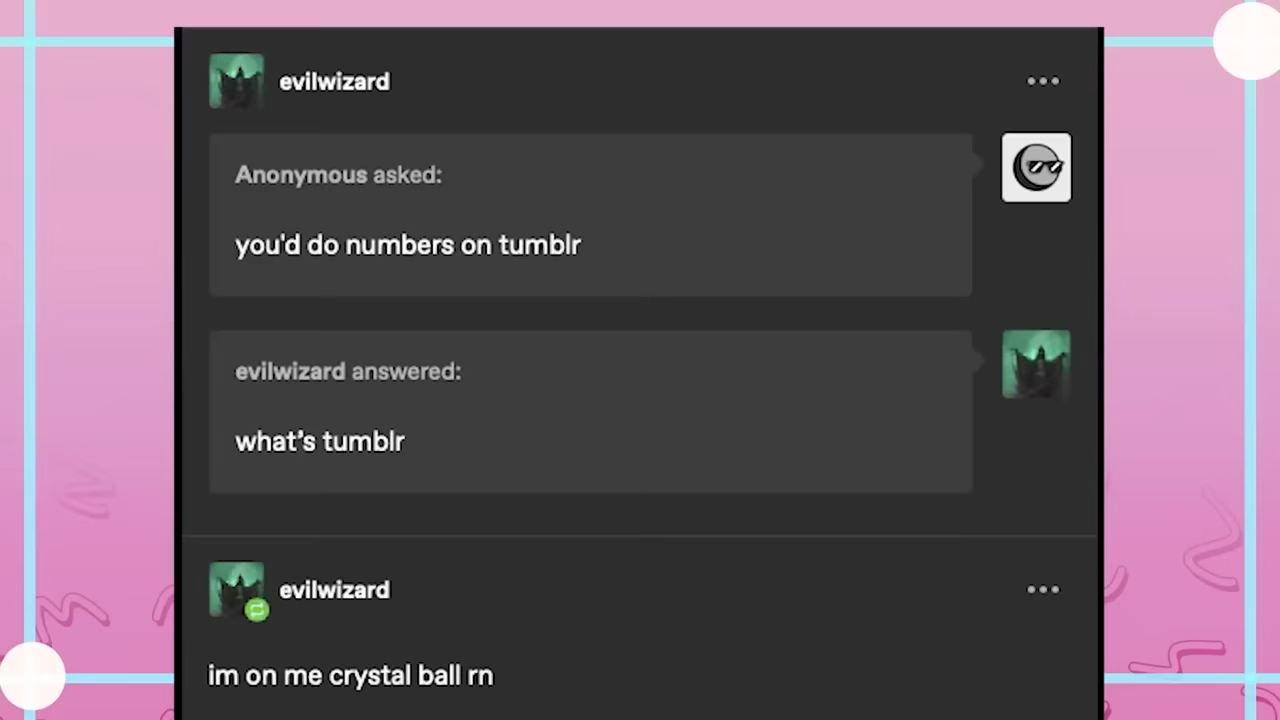 evilwizard
Anonymous asked:
you'd do numbers on tumblr
evilwizard answered:
what’s tumblr
evilwizard
im on me crystal ball rn